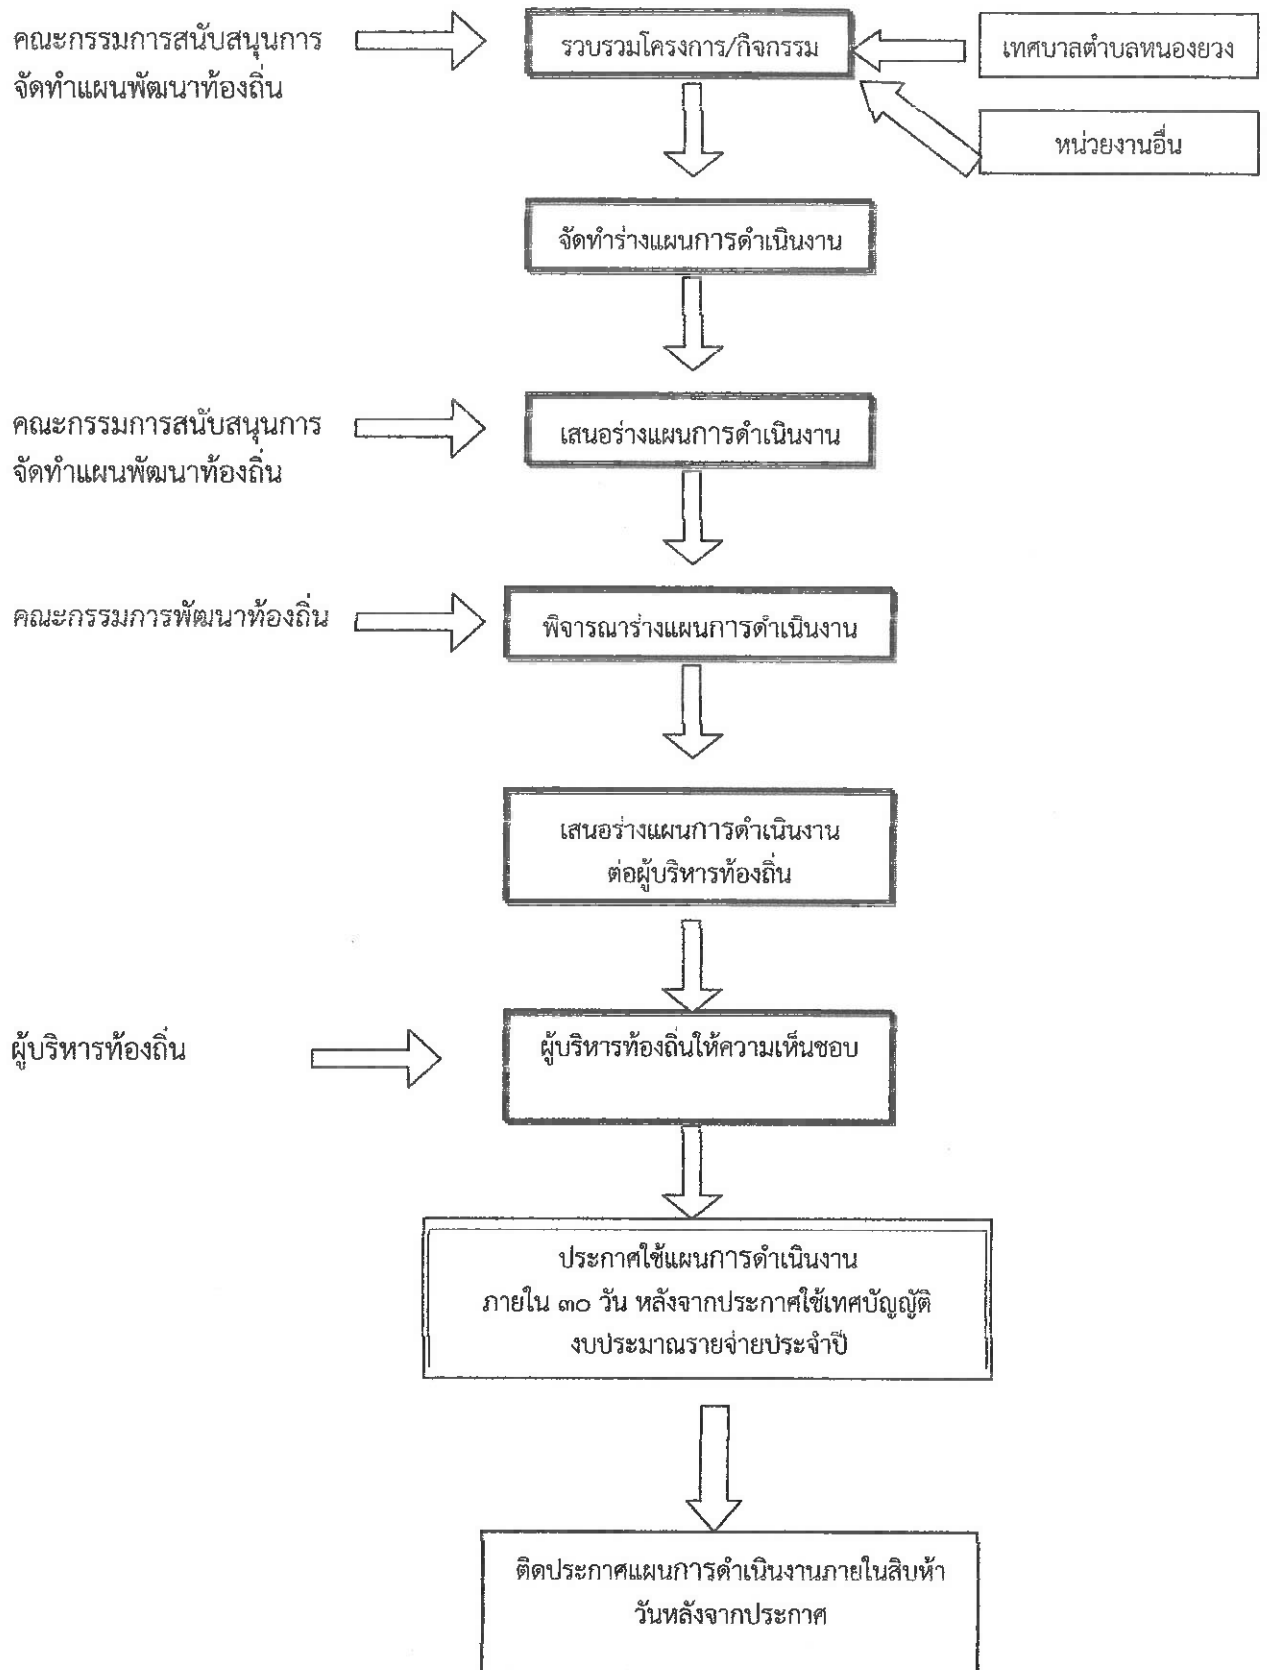 คณะกรรมการสนับสนุนการ
จัดทำแผนพัฒนาท้องถิ่น
รวบรวมโครงการ/กิจกรรม
เทศบาลตำบลหนองยวง
หน่วยงานอื่น
จัดทำร่างแผนการดำเนินงาน
คณะกรรมการสนับสนุนการ
จัดทำแผนพัฒนาท้องถิ่น
เสนอร่างแผนการดำเนินงาน
คณะกรรมการพัฒนาท้องถิ่น
พิจารณาร่างแผนการดำเนินงาน
เสนอร่างแผนการดำเนินงาน
ต่อผู้บริหารท้องถิ่น
ผู้บริหารท้องถิ่น
ผู้บริหารท้องถิ่นให้ความเห็นชอบ
ประกาศใช้แผนการดำเนินงาน
ภายใน ๓๐ วัน หลังจากประกาศใช้เทศบัญญัติ
งบประมาณรายจ่ายประจำปี
ติดประกาศแผนการดำเนินงานภายในสิบห้า
วันหลังจากประกาศ